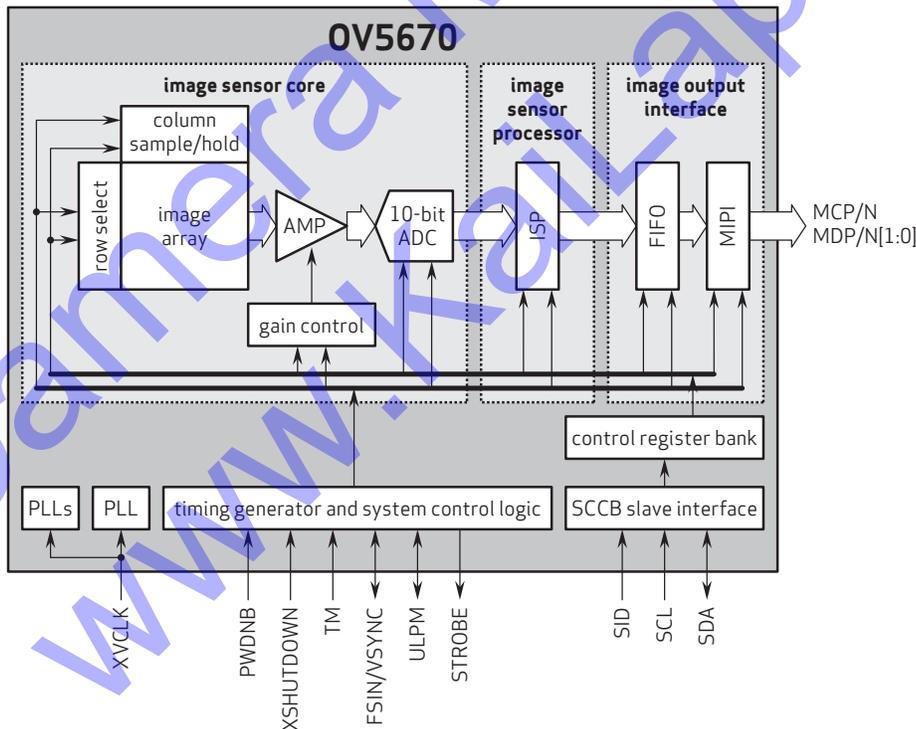 OV5670
image sensor core
image
sensor
processor
image output
interface
column
sample/hold
row select
image
array
AMP
10-bit
ADC
gain control
ISP
FIFO
MIPI
MCP/N
MDP/N[1:0]
control register bank
PLLs
PLL
timing generator and system control logic
SCCB slave interface
XVCLK
PWDNB
XSHUTDOWN
TM
FSIN/VSYNC
ULPM
STROBE
SID
SCL
SDA
amera
www.KaiLap